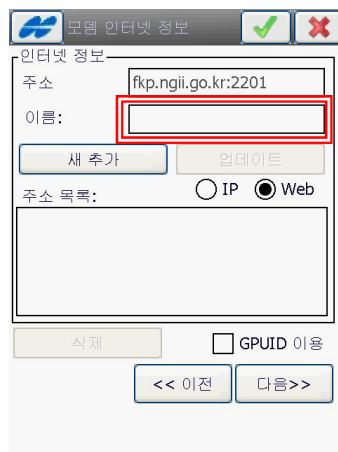 모뎀 인터넷 정보
인터넷 정보
주소 fkp.ngii.go.kr:2201
이름:
새 추가 업데이트
주소 목록: IP Web
삭제 GPUID 이용
<< 이전 다음>>